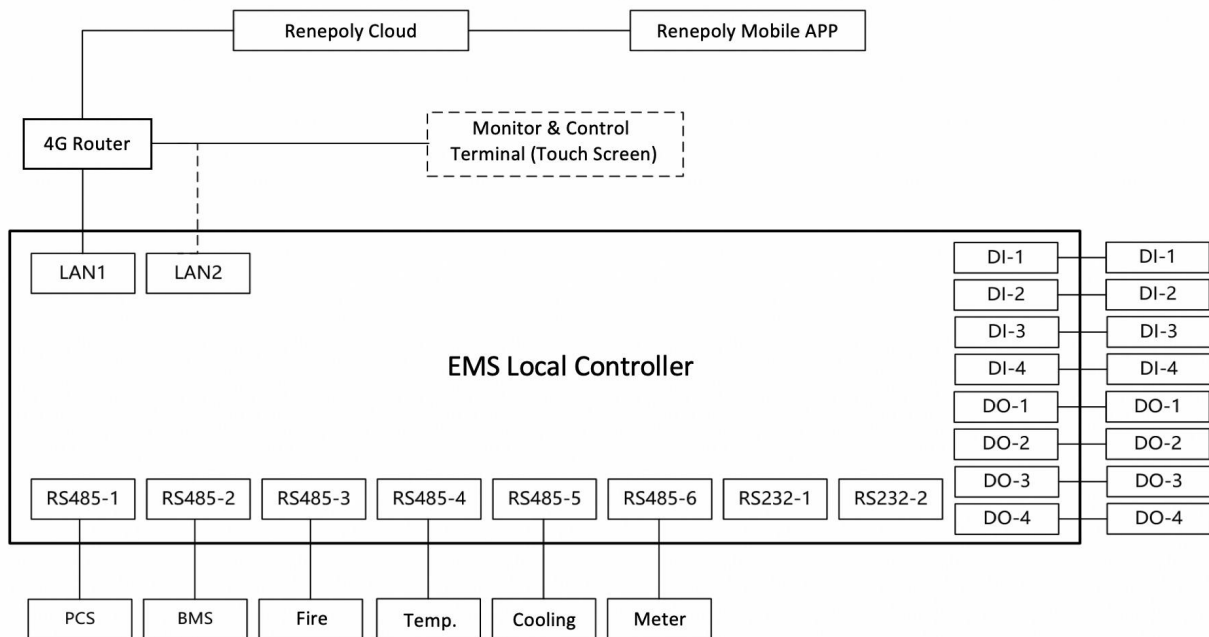 Renepoly Cloud
Renepoly Mobile APP
4G Router
Monitor & Control
Terminal (Touch Screen)
LAN1
LAN2
DI-1
DI-1
DI-2
DI-2
DI-3
DI-3
EMS Local Controller
DI-4
DI-4
DO-1
DO-1
DO-2
DO-2
DO-3
DO-3
RS485-1
RS485-2
RS485-3
RS485-4
RS485-5
RS485-6
RS232-1
RS232-2
DO-4
DO-4
PCS
BMS
Fire
Temp.
Cooling
Meter